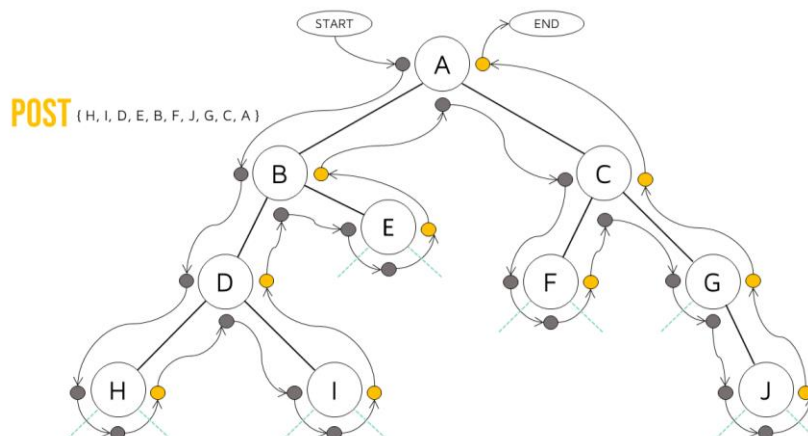 START
END
A
POST { H, I, D, E, B, F, J, G, C, A }
B
C
E
D
F
G
H
I
J